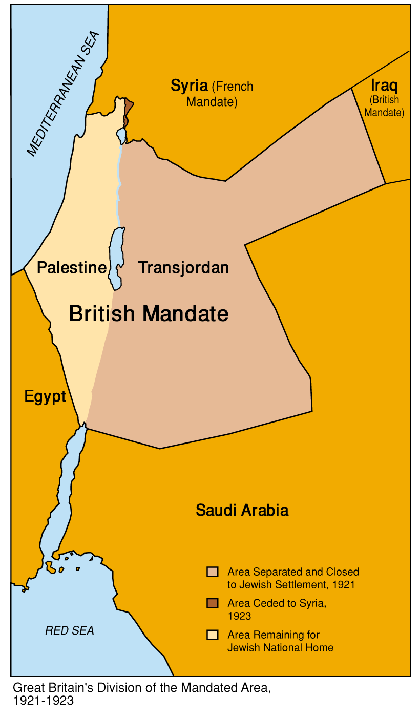 MEDITERRANEAN SEA
Syria (French
Mandate)
Iraq
(British
Mandate)
Palestine
Transjordan
British Mandate
Egypt
Saudi Arabia
Area Separated and Closed
to Jewish Settlement, 1921
Area Ceded to Syria,
1923
Area Remaining for
Jewish National Home
RED SEA
Great Britain's Division of the Mandated Area,
1921-1923